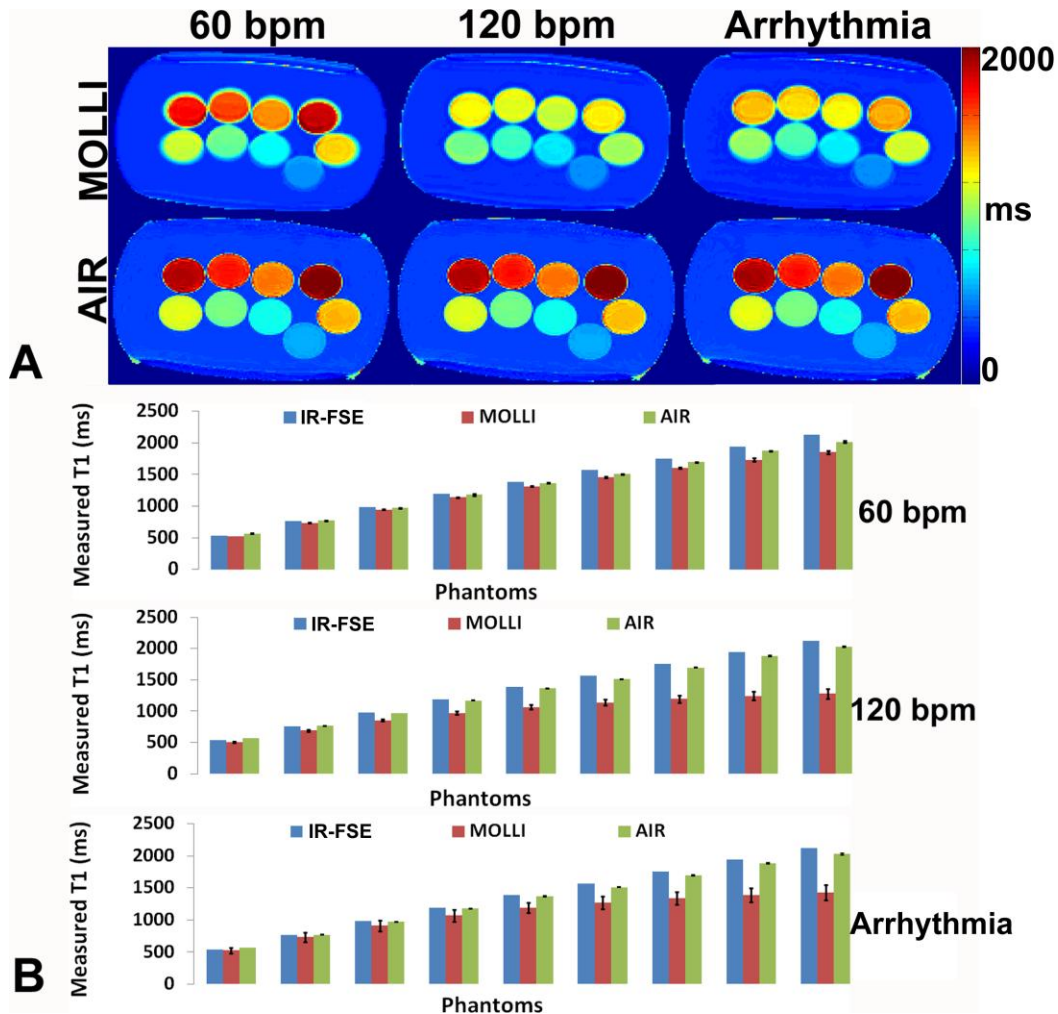 60 bpm 120 bpm Arrhythmia
MOLLI
AIR
2000
ms
0
A
IR-FSE MOLLI AIR
Measured T1 (ms)
2500
2000
1500
1000
500
0
Phantoms
60 bpm
IR-FSE MOLLI AIR
Measured T1 (ms)
2500
2000
1500
1000
500
0
Phantoms
120 bpm
IR-FSE MOLLI AIR
Measured T1 (ms)
2500
2000
1500
1000
500
0
Phantoms
Arrhythmia
B